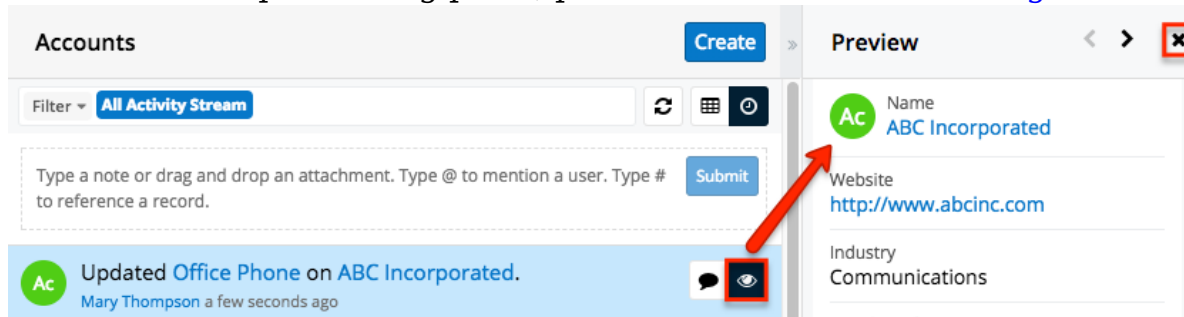 Accounts
Create
»
Preview
Filter
All Activity Stream
Ac
Name
ABC Incorporated
Type a note or drag and drop an attachment. Type @ to mention a user. Type #
to reference a record.
Submit
Website
http://www.abcinc.com
Industry
Communications
Ac
Updated Office Phone on ABC Incorporated.
Mary Thompson a few seconds ago